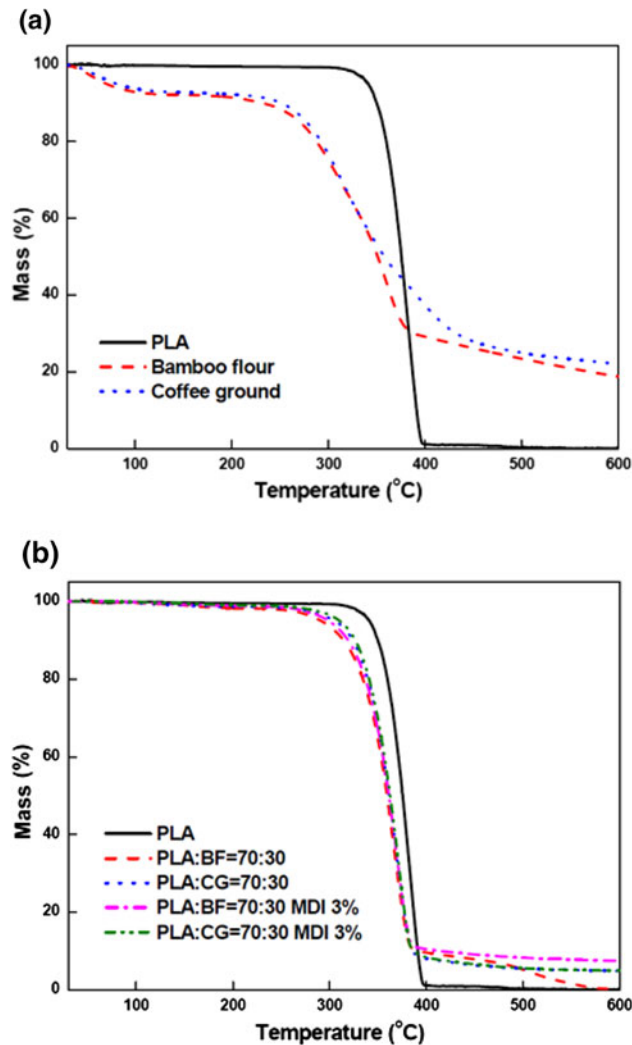 (a)
100
80
60
40
20
0
Mass (%)
PLA
Bamboo flour
Coffee ground
100 200 300 400 500 600
Temperature (°C)
(b)
100
80
60
40
20
0
Mass (%)
PLA
PLA:BF=70:30
PLA:CG=70:30
PLA:BF=70:30 MDI 3%
PLA:CG=70:30 MDI 3%
100 200 300 400 500 600
Temperature (°C)